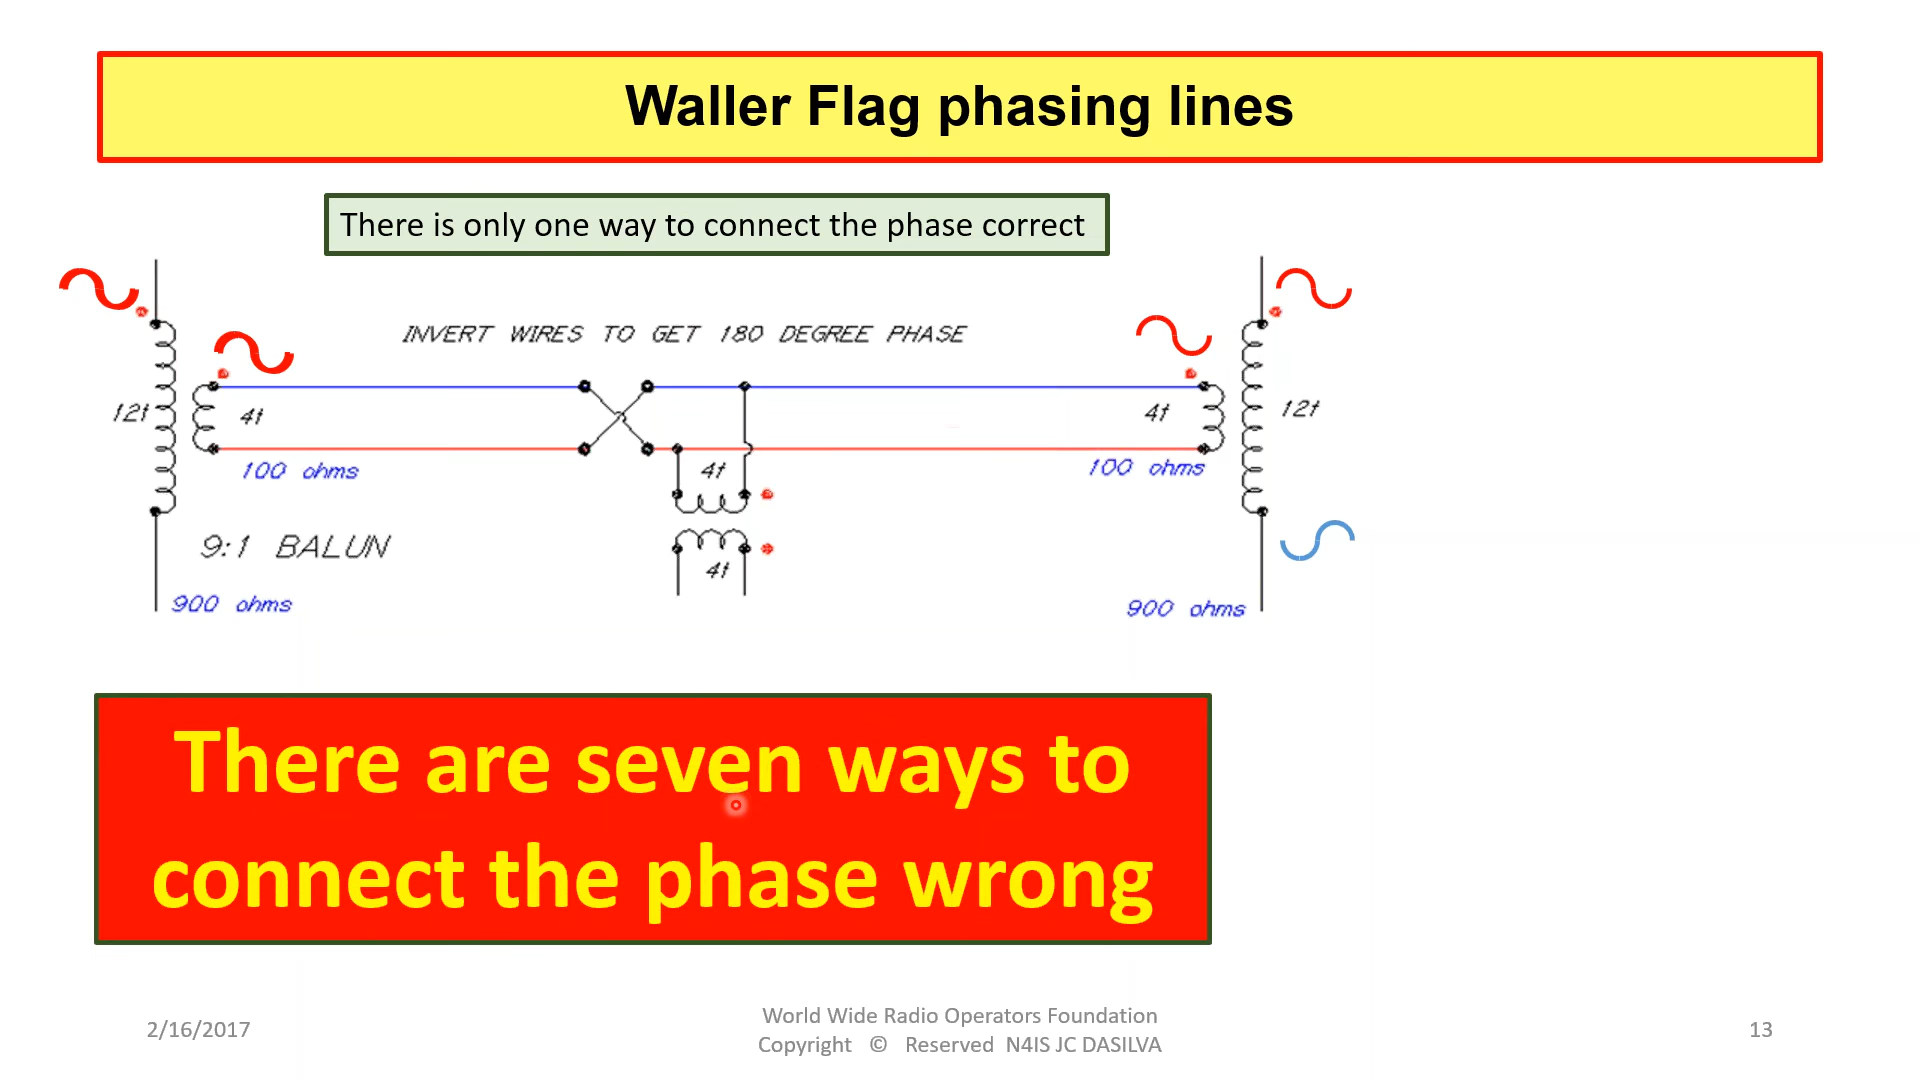 Waller Flag phasing lines
There is only one way to connect the phase correct
INVERT WIRES TO GET 180 DEGREE PHASE
12t
4t
4t
12t
100 ohms
4t
100 ohms
9:1 BALUN
4t
900 ohms
900 ohms
There are seven ways to
connect the phase wrong
2/16/2017
World Wide Radio Operators Foundation
Copyright © Reserved N4IS JC DASILVA
13